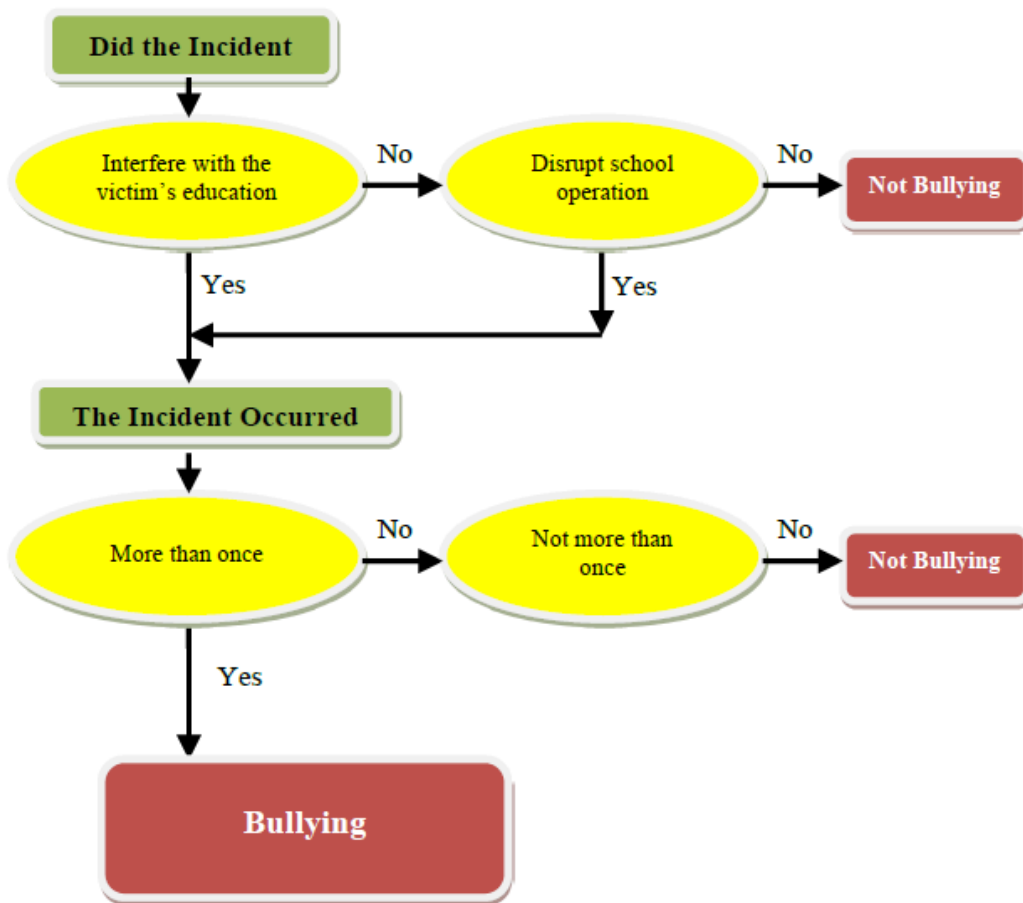 Did the Incident
Interfere with the
victim's education
No
Disrupt school
operation
No
Not Bullying
Yes
Yes
The Incident Occurred
More than once
No
Not more than
once
No
Not Bullying
Yes
Bullying